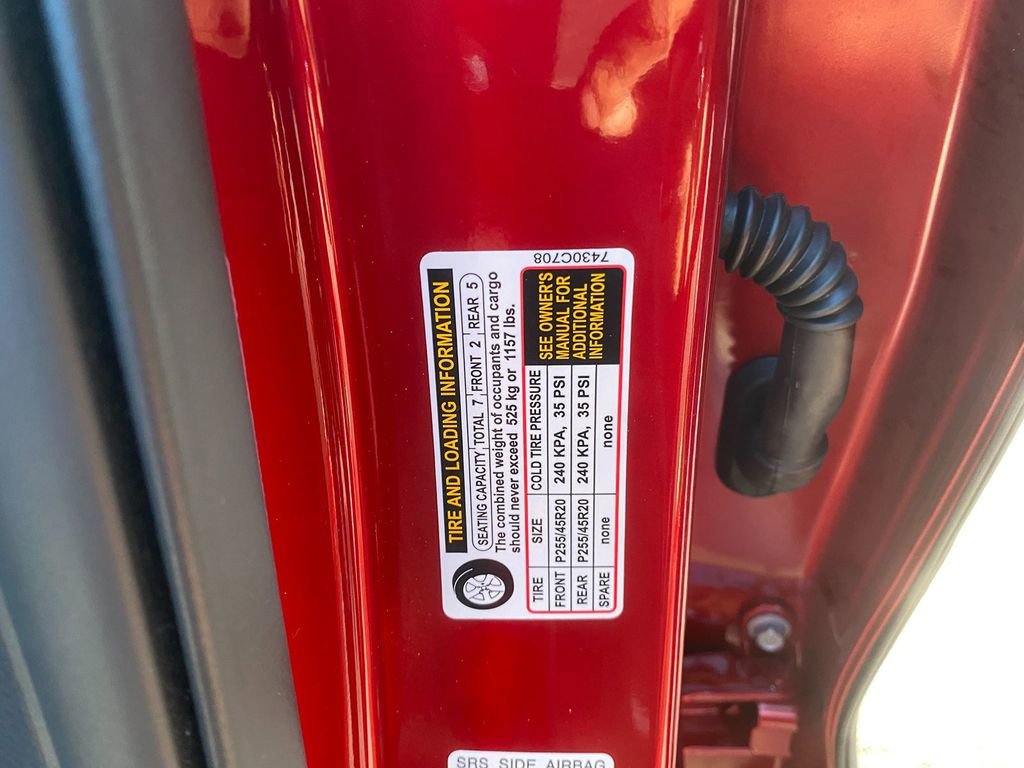 TIRE AND LOADING INFORMATION
SEATING CAPACITY TOTAL 7 FRONT 2 REAR 5
The combined weight of occupants and cargo
should never exceed 525 kg or 1157 lbs.
TIRE SIZE COLD TIRE PRESSURE
FRONT P255/45R20 240 KPA, 35 PSI
REAR P255/45R20 240 KPA, 35 PSI
SPARE none none
SEE OWNER'S
MANUAL FOR
ADDITIONAL
INFORMATION
7430C708
SRS SIDE AIRBAG